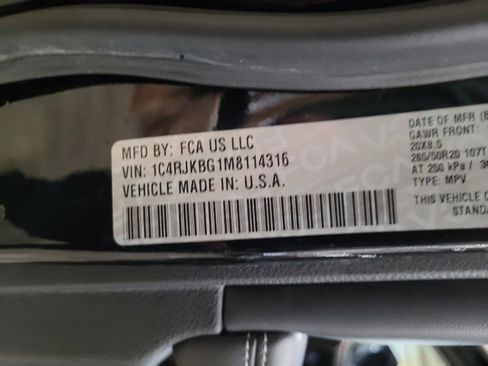 MFD BY: FCA US LLC
VIN: 1C4RJKBG1M8114316
VEHICLE MADE IN: U.S.A.
DATE OF MFR
GAWR FRONT:
20X8.5
265/50R20 107T
AT 250 kPa /
TYPE: MPV
THIS VEHICLE
STANDA